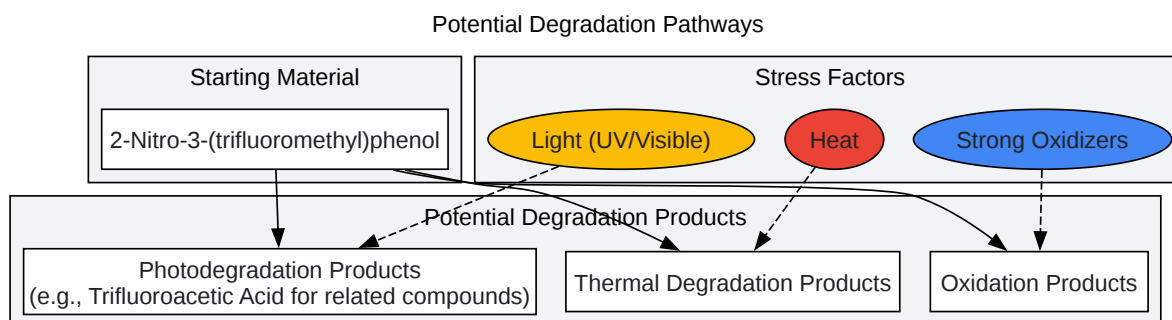 Potential Degradation Pathways
Starting Material
Stress Factors
2-Nitro-3-(trifluoromethyl)phenol
Light (UV/Visible)
Heat
Strong Oxidizers
Potential Degradation Products
Photodegradation Products
(e.g., Trifluoroacetic Acid for related compounds)
Thermal Degradation Products
Oxidation Products